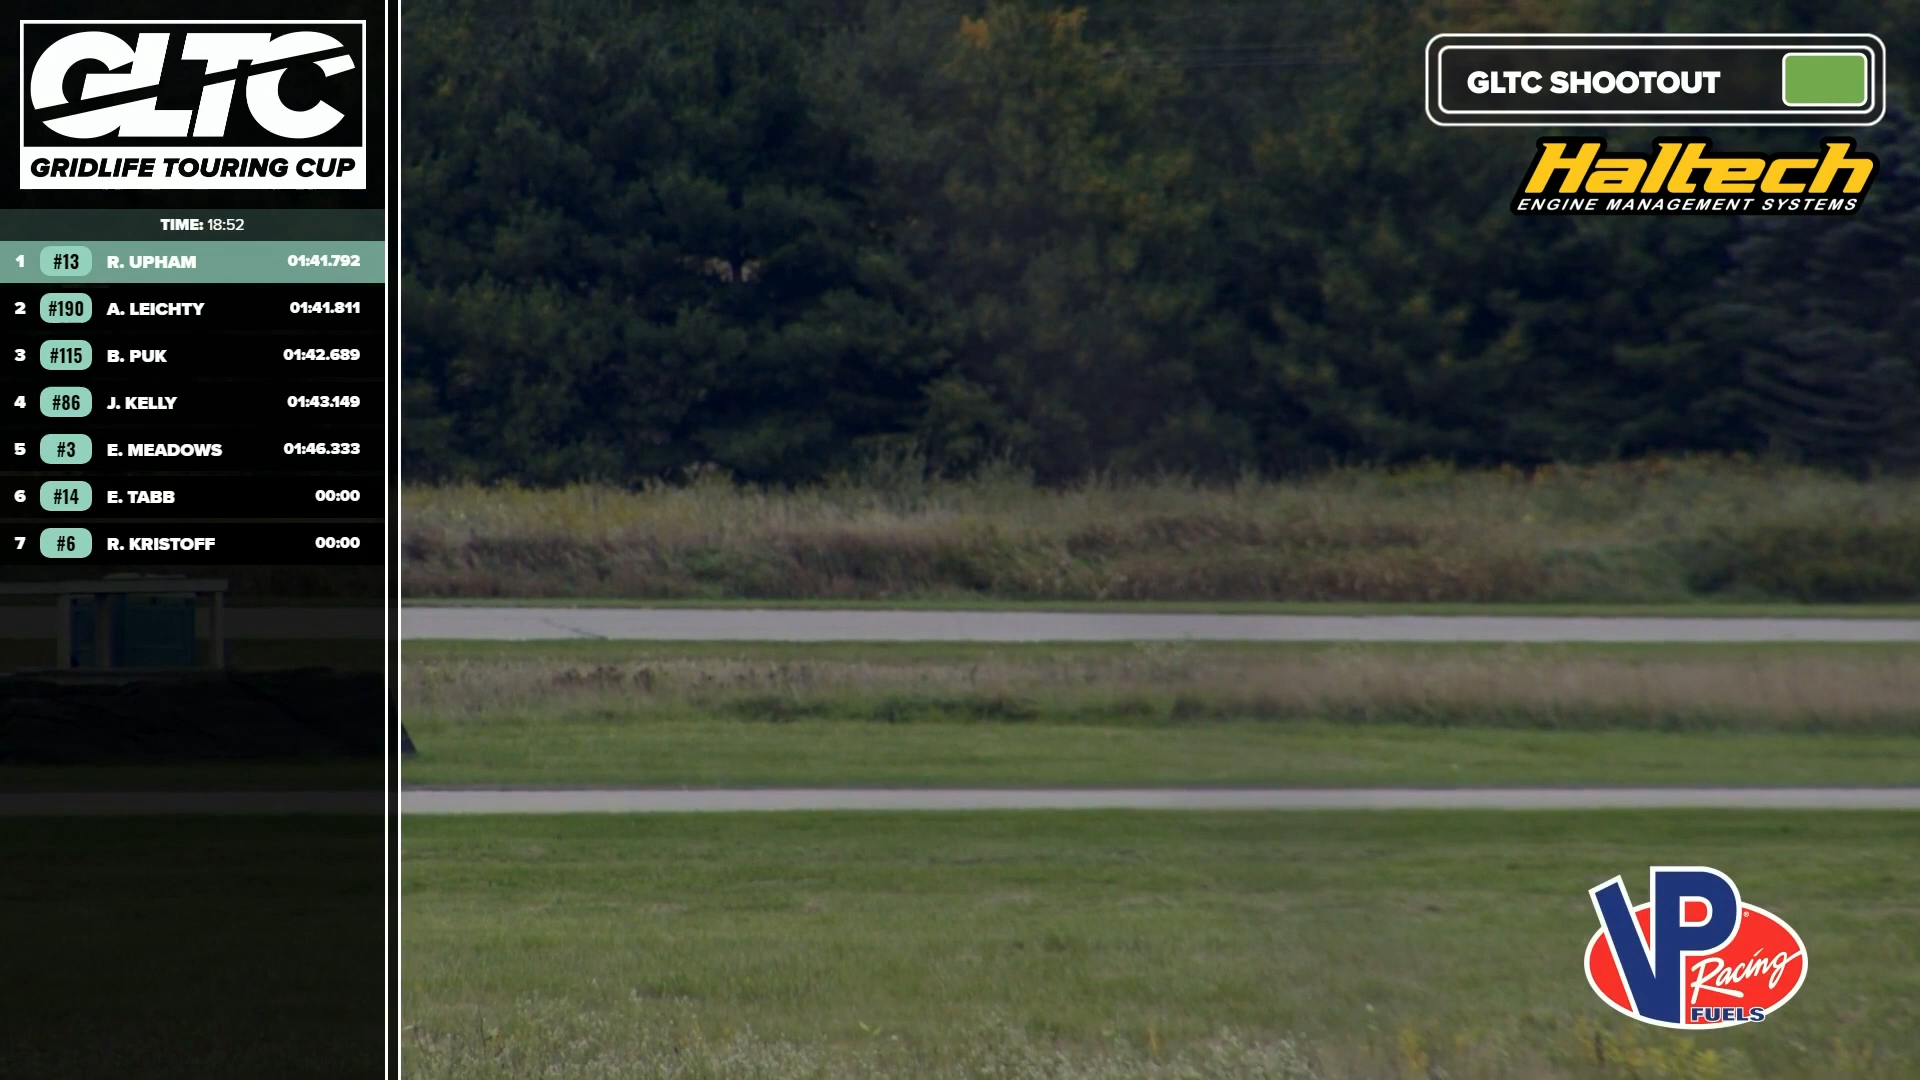 GLTC
GRIDLIFE TOURING CUP
TIME: 18:52
1 #13 R. UPHAM 01:41.792
2 #190 A. LEICHTY 01:41.811
3 #115 B. PUK 01:42.689
4 #86 J. KELLY 01:43.149
5 #3 E. MEADOWS 01:46.333
6 #14 E. TABB 00:00
7 #6 R. KRISTOFF 00:00
GLTC SHOOTOUT
Haltech
ENGINE MANAGEMENT SYSTEMS
VP
Racing
FUELS